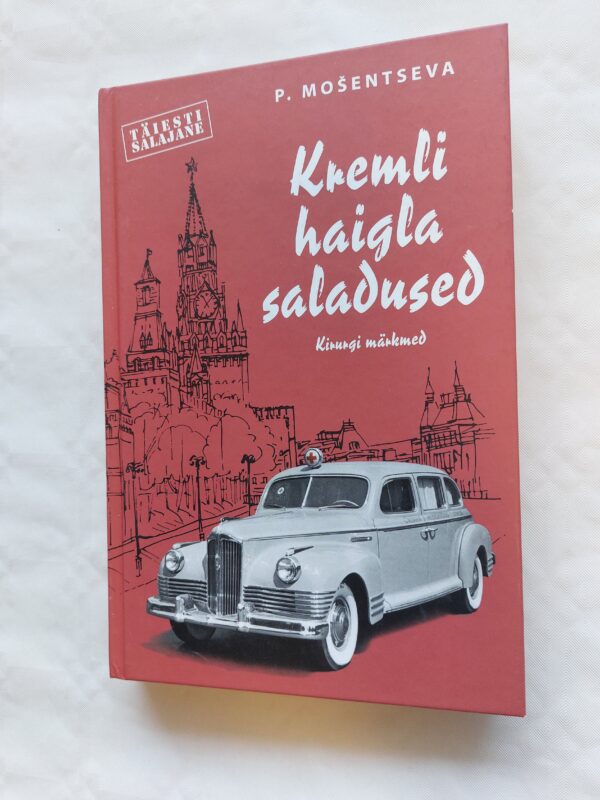 P. MOŠENTSEVA
TÄIESTI
SALAJANE
Kremli
haigla
saladused
Kirurgi märkmed